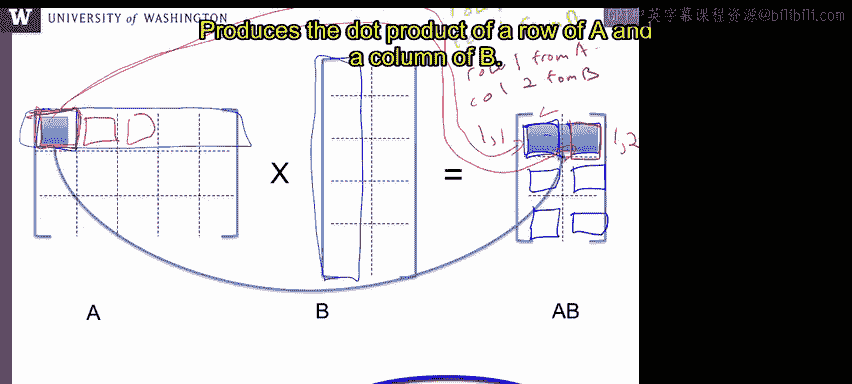 W UNIVERSITY of WASHINGTON
Produces the dot product of a row of A and
a column of B.
row 1 from A
col 2 from B
1,1
1,2
X
=
A
B
AB